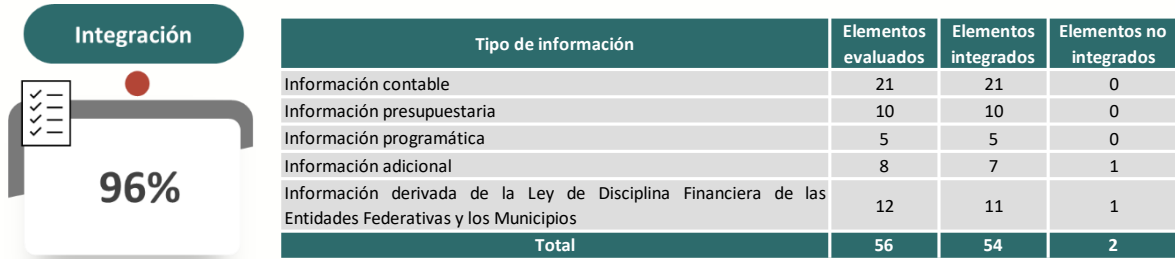 Integración
96%
Tipo de información Elementos evaluados Elementos integrados Elementos no integrados
Información contable 21 21 0
Información presupuestaria 10 10 0
Información programática 5 5 0
Información adicional 8 7 1
Información derivada de la Ley de Disciplina Financiera de las
Entidades Federativas y los Municipios 12 11 1
Total 56 54 2